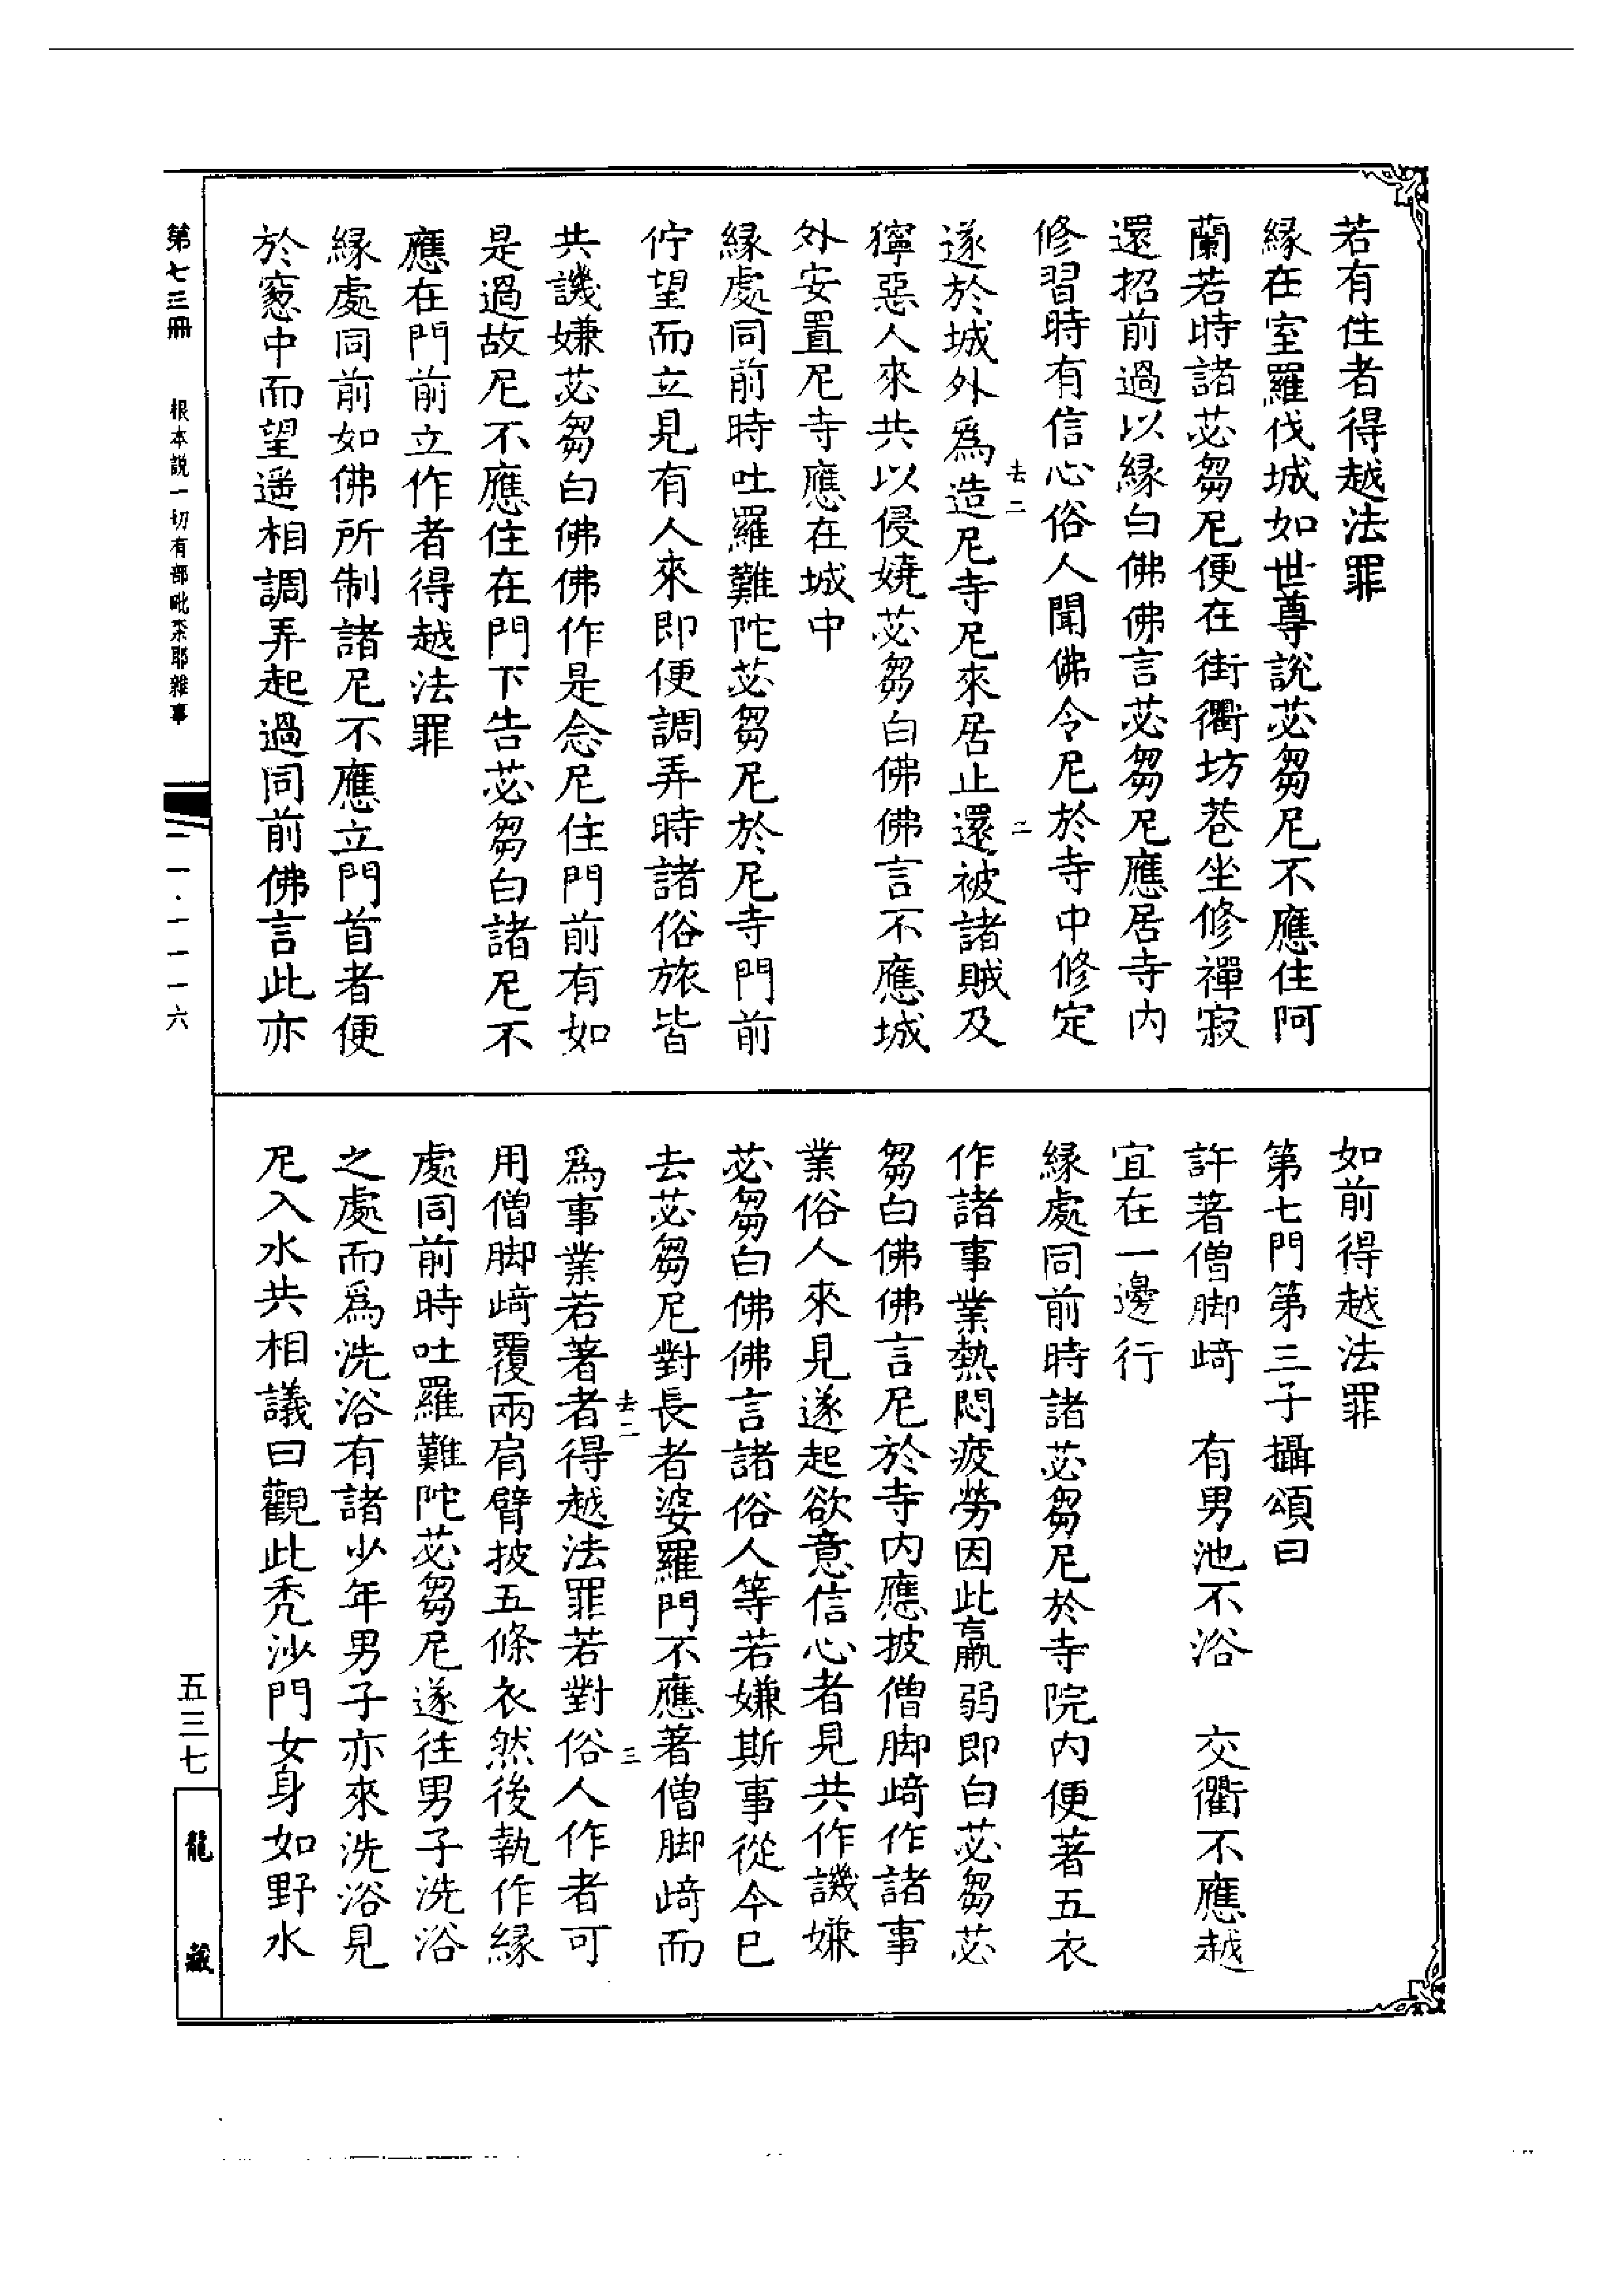 若有住者得越法罪
緣在室羅伐城如世尊說苾芻尼不應住阿
蘭若時諸苾芻尼便在街衢坊巷坐修禪寂
還招前過以緣白佛佛言苾芻尼應居寺內
修習時有信心俗人聞佛令尼於寺中修定
去二
二
遂於城外爲造尼寺尼來居止還被諸賊及
獰惡人來共以侵嬈苾芻白佛佛言不應城
外安置尼寺應在城中
緣處同前時吐羅難陀苾芻尼於尼寺門前
佇望而立見有人來即便調弄時諸俗旅皆
共譏嫌苾芻白佛佛作是念尼住門前有如
是過故尼不應住在門下告苾芻白諸尼不
應在門前立作者得越法罪
緣處同前如佛所制諸尼不應立門首者便
於窻中而望遥相調弄起過同前佛言此亦
如前得越法罪
第七門第三子攝頌曰
許著僧脚崎　有男池不浴　交衢不應越
宜在一邊行
緣處同前時諸苾芻尼於寺院內便著五衣
作諸事業熱悶疲勞因此羸弱即白苾芻苾
芻白佛佛言尼於寺內應披僧脚崎作諸事
業俗人來見遂起欲意信心者見共作譏嫌
苾芻白佛佛言諸俗人等若嫌斯事從今已
去苾芻尼對長者婆羅門不應著僧脚崎而
去二
三
爲事業若著者得越法罪若對俗人作者可
用僧脚崎覆兩肩臂披五條衣然後執作緣
處同前時吐羅難陀苾芻尼遂往男子洗浴
之處而爲洗浴有諸少年男子亦來洗浴見
尼入水共相議曰觀此禿沙門女身如野水
第七三冊　根本説一切有部毗奈耶雜事
二一·一一一六
五三七
龍藏